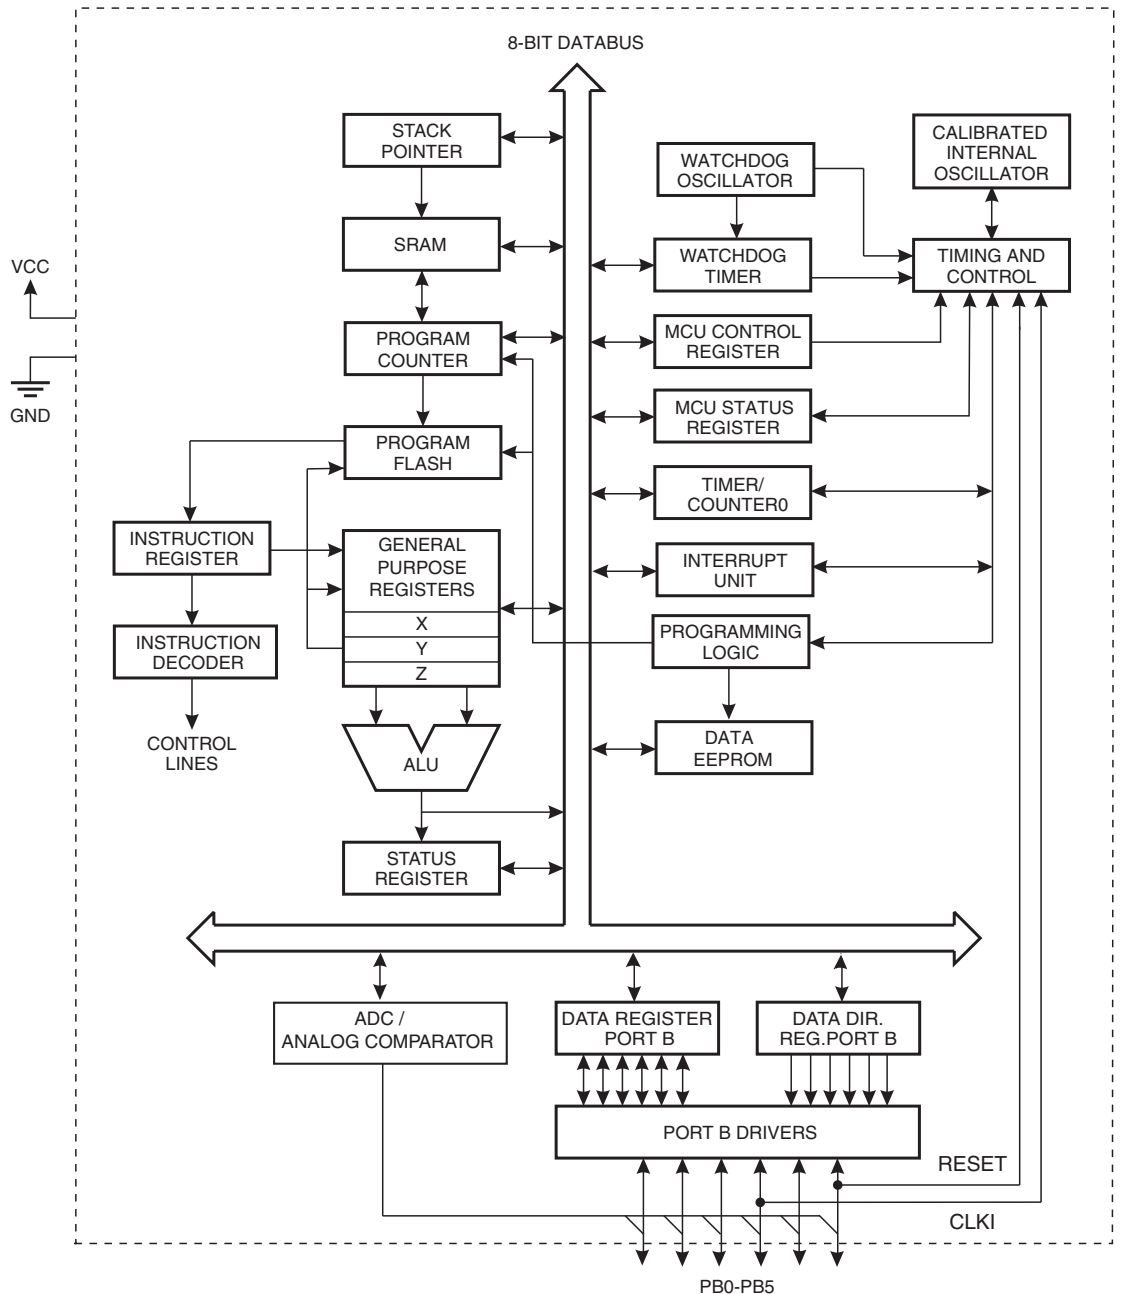 8-BIT DATABUS
STACK
POINTER
SRAM
PROGRAM
COUNTER
PROGRAM
FLASH
VCC
GND
INSTRUCTION
REGISTER
INSTRUCTION
DECODER
CONTROL
LINES
GENERAL
PURPOSE
REGISTERS
X
Y
Z
ALU
STATUS
REGISTER
WATCHDOG
OSCILLATOR
WATCHDOG
TIMER
MCU CONTROL
REGISTER
MCU STATUS
REGISTER
TIMER/
COUNTER0
INTERRUPT
UNIT
PROGRAMMING
LOGIC
DATA
EEPROM
CALIBRATED
INTERNAL
OSCILLATOR
TIMING AND
CONTROL
ADC /
ANALOG COMPARATOR
DATA REGISTER
PORT B
DATA DIR.
REG.PORT B
PORT B DRIVERS
RESET
CLKI
PB0-PB5